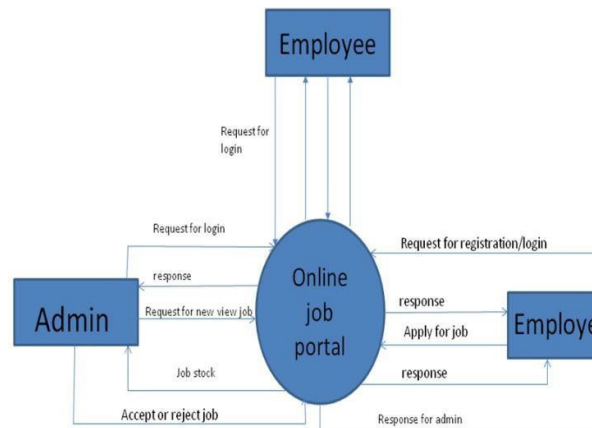 Employee
Request for
login
Request for login
Request for registration/login
response
Online
job
portal
response
Admin
Request for new view job
Employe
Apply for job
Job stock
response
Accept or reject job
Response for admin